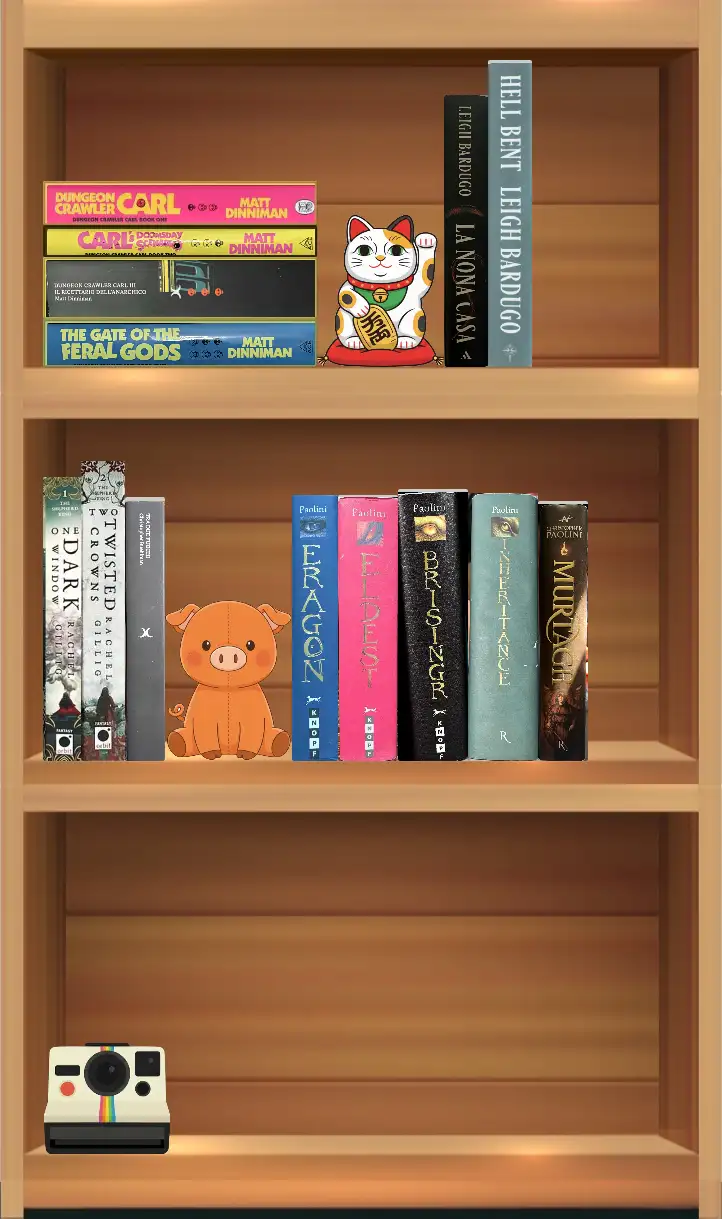 DUNGEON
CRAWLER CARL
DUNGEON CRAWLER CARL BOOK ONE
MATT
DINNIMAN
CARL'S DOOMSDAY
SCENARIO
MATT
DINNIMAN
DUNGEON CRAWLER CARL III
IL RICETTARIO DELL'ANARCHICO
Matt Dinniman
THE GATE OF THE
FERAL GODS
MATT
DINNIMAN
LEIGH BARDUGO LA NONA CASA
HELL BENT LEIGH BARDUGO
1
THE
SHEPHERD
KING
ONE DARK
WINDOW
RACHEL
GILLIG
FANTASY
orbit
2
THE
SHEPHERD
KING
TWO TWISTED
CROWNS
RACHEL
GILLIG
FANTASY
orbit
Paolini
ERAGON
KNOPF
Paolini
ELDEST
KNOPF
Paolini
BRISINGR
KNOPF
Paolini
INHERITANCE
R
CHRISTOPHER
PAOLINI
MURTAGH
R